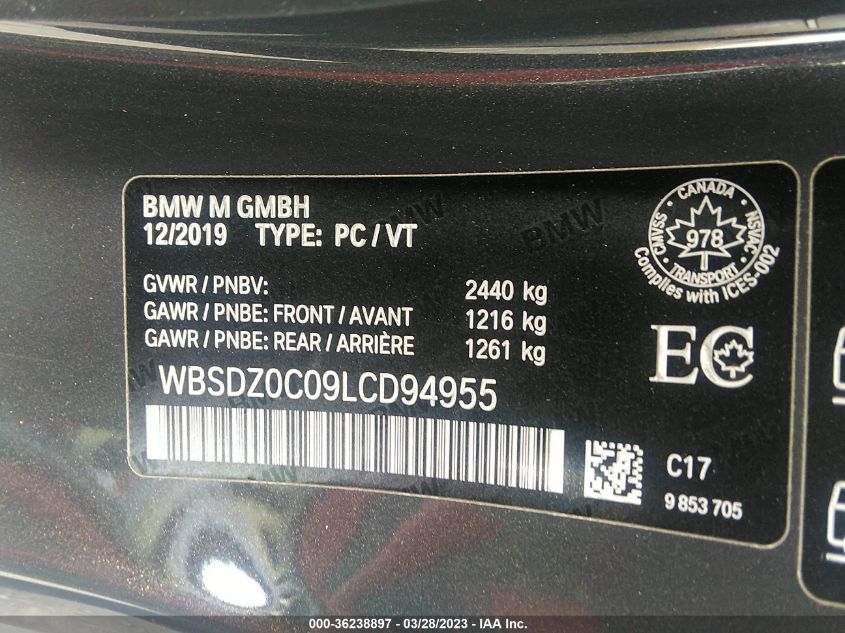 BMW M GMBH
12/2019 TYPE: PC / VT
GVWR / PNBV: 2440 kg
GAWR / PNBE: FRONT / AVANT 1216 kg
GAWR / PNBE: REAR / ARRIÈRE 1261 kg
WBSDZ0C09LCD94955
CANADA
CMVSS NSVAC
978
TRANSPORT
Complies with ICES-002
EC
C17
9 853 705
BMW
000-36238897 / 03/28/2023 - IAA Inc.